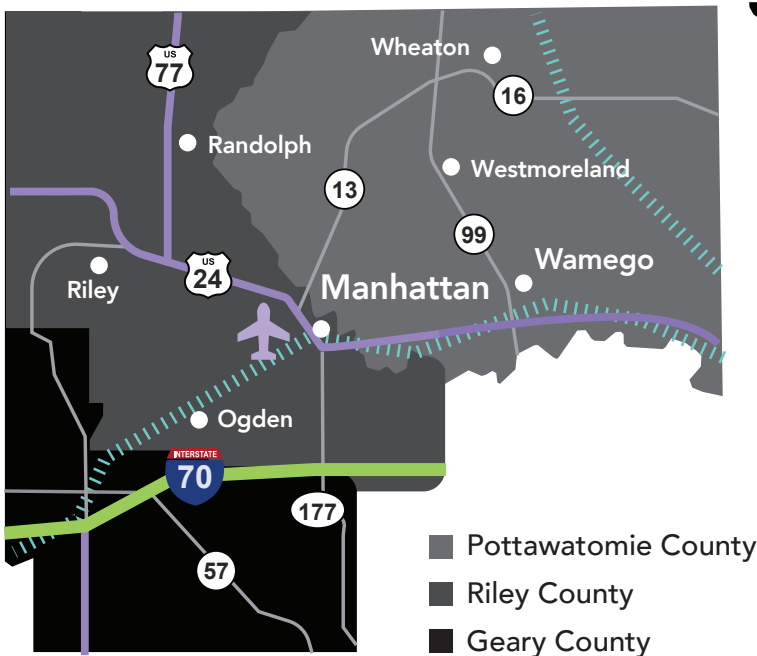 Wheaton
US
77
16
Randolph
Westmoreland
13
99
Wamego
Riley
US
24
Manhattan
Ogden
INTERSTATE
70
177
57
Pottawatomie County
Riley County
Geary County